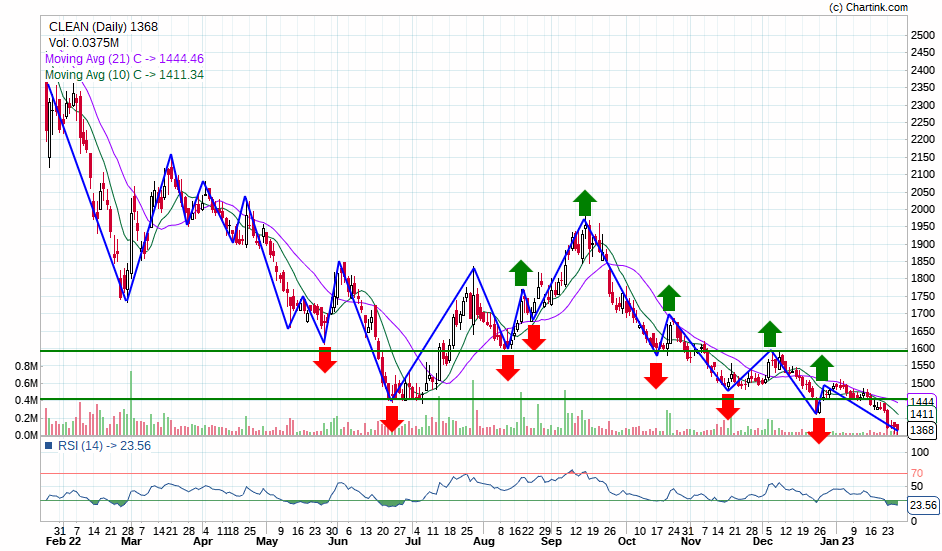 (c) Chartink.com
CLEAN (Daily) 1368
Vol: 0.0375M
Moving Avg (21) C -> 1444.46
Moving Avg (10) C -> 1411.34
2500
2450
2400
2350
2300
2250
2200
2150
2100
2050
2000
1950
1900
1850
1800
1750
1700
1650
1600
1550
1500
1444
1411
1368
0.8M
0.6M
0.4M
0.2M
0.0M
RSI (14) -> 23.56
100
70
50
30
23.56
0
31 7 14 21 28 7 14 21 28 4 11 18 25 9 16 23 30 6 13 20 27 4 11 18 25 8 16 22 29 5 12 19 26 10 17 24 31 7 14 21 28 5 12 19 26 9 16 23
Feb 22 Mar Apr May Jun Jul Aug Sep Oct Nov Dec Jan 23